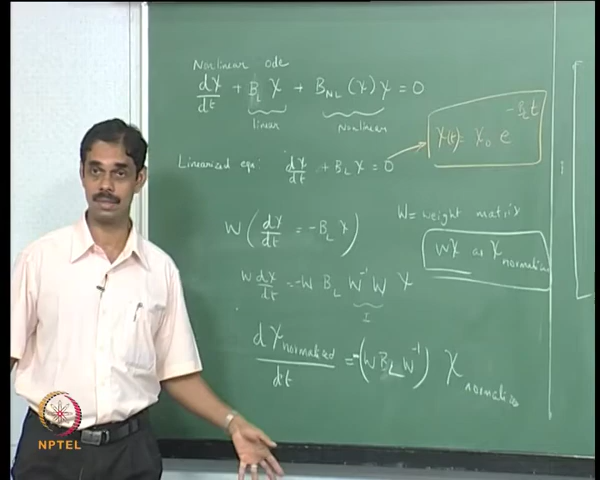 Nonlinear ode
dχ/dt + B_L χ + B_NL (χ) χ = 0
linear
Nonlinear
Linearized eqn: dχ/dt + B_L χ = 0
χ(t) = χ_0 e^{-B_L t}
W ( dχ/dt = -B_L χ )
W = weight matrix
Wχ as χ_normalized
W dχ/dt = -W B_L W^{-1} W χ
I
dχ_normalized/dt = -(W B_L W^{-1}) χ_normalized
NPTEL